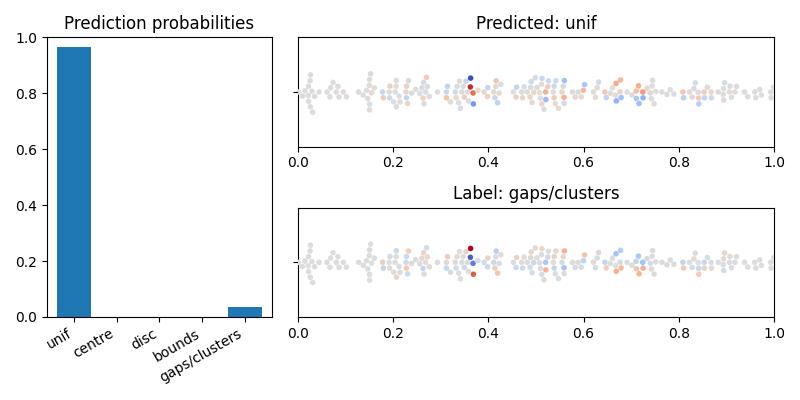 Prediction probabilities
1.0
0.8
0.6
0.4
0.2
0.0
unif
centre
disc
bounds
gaps/clusters
Predicted: unif
0.0 0.2 0.4 0.6 0.8 1.0
Label: gaps/clusters
0.0 0.2 0.4 0.6 0.8 1.0